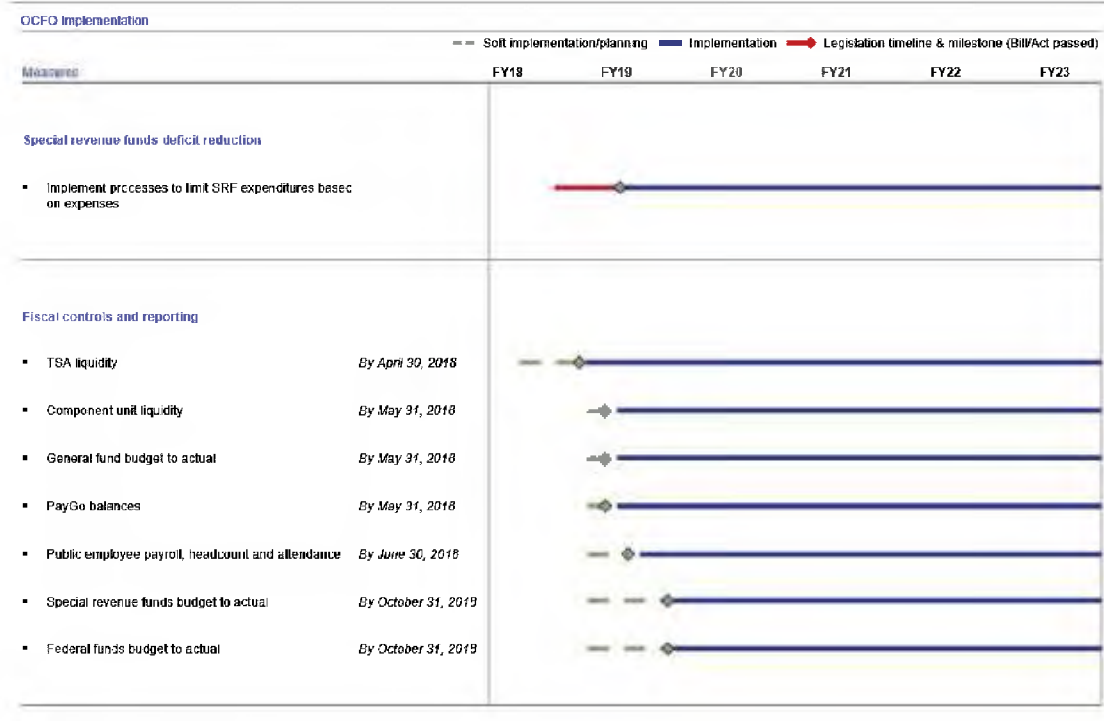 OCFO Implementation
Soft implementation/planning Implementation Legislation timeline & milestone (Bill/Act passed)
Measures FY18 FY19 FY20 FY21 FY22 FY23
Special revenue funds deficit reduction
▪ Implement processes to limit SRF expenditures based
on expenses
Fiscal controls and reporting
▪ TSA liquidity By April 30, 2018
▪ Component unit liquidity By May 31, 2018
▪ General fund budget to actual By May 31, 2018
▪ PayGo balances By May 31, 2018
▪ Public employee payroll, headcount and attendance By June 30, 2018
▪ Special revenue funds budget to actual By October 31, 2018
▪ Federal funds budget to actual By October 31, 2018